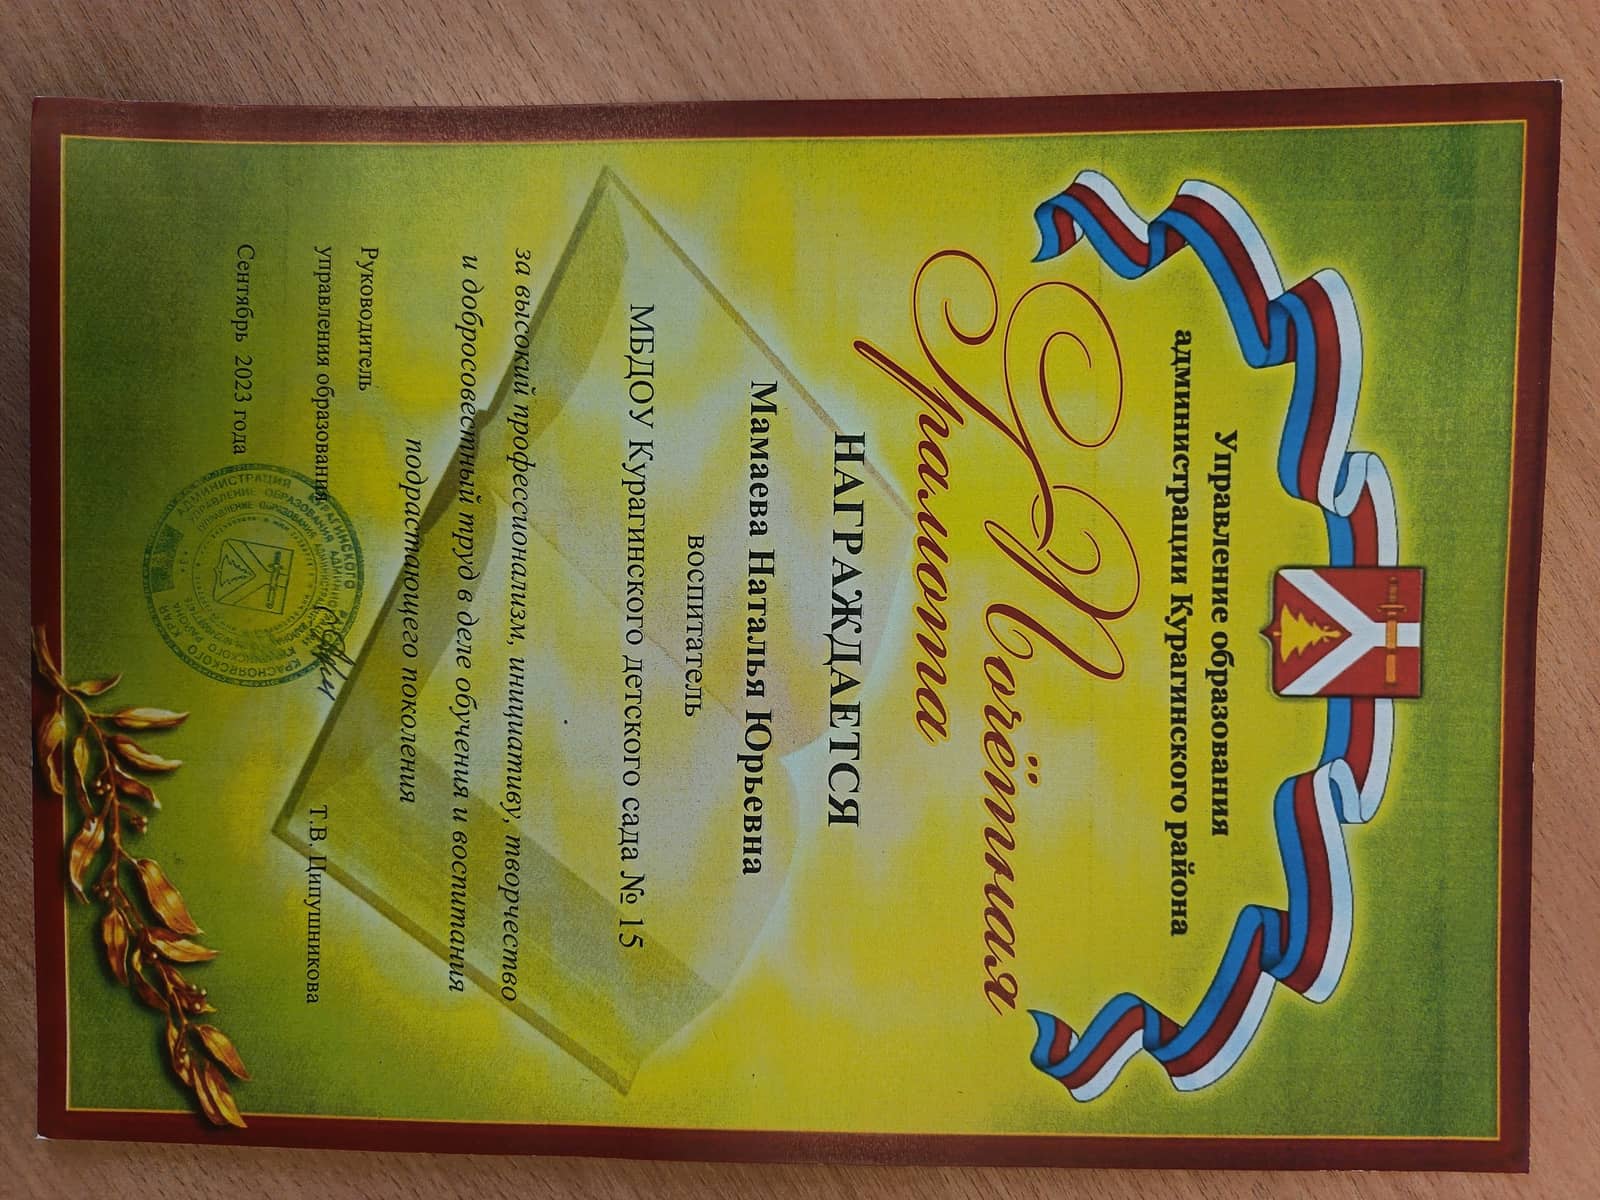 Управление образования
администрации Курагинского района
Почётная
грамота
НАГРАЖДАЕТСЯ
Мамаева Наталья Юрьевна
воспитатель
МБДОУ Курагинского детского сада № 15
за высокий профессионализм, инициативу, творчество
и добросовестный труд в деле обучения и воспитания
подрастающего поколения
Руководитель
управления образования Т.В. Ципушникова
Сентябрь 2023 года